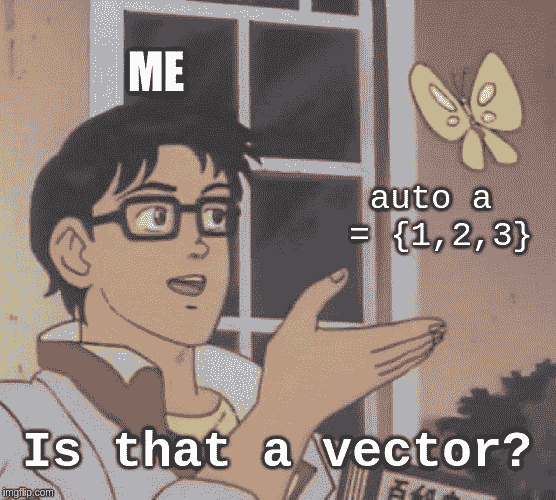 ME
auto a
= {1,2,3}
Is that a vector?
imgflip.com